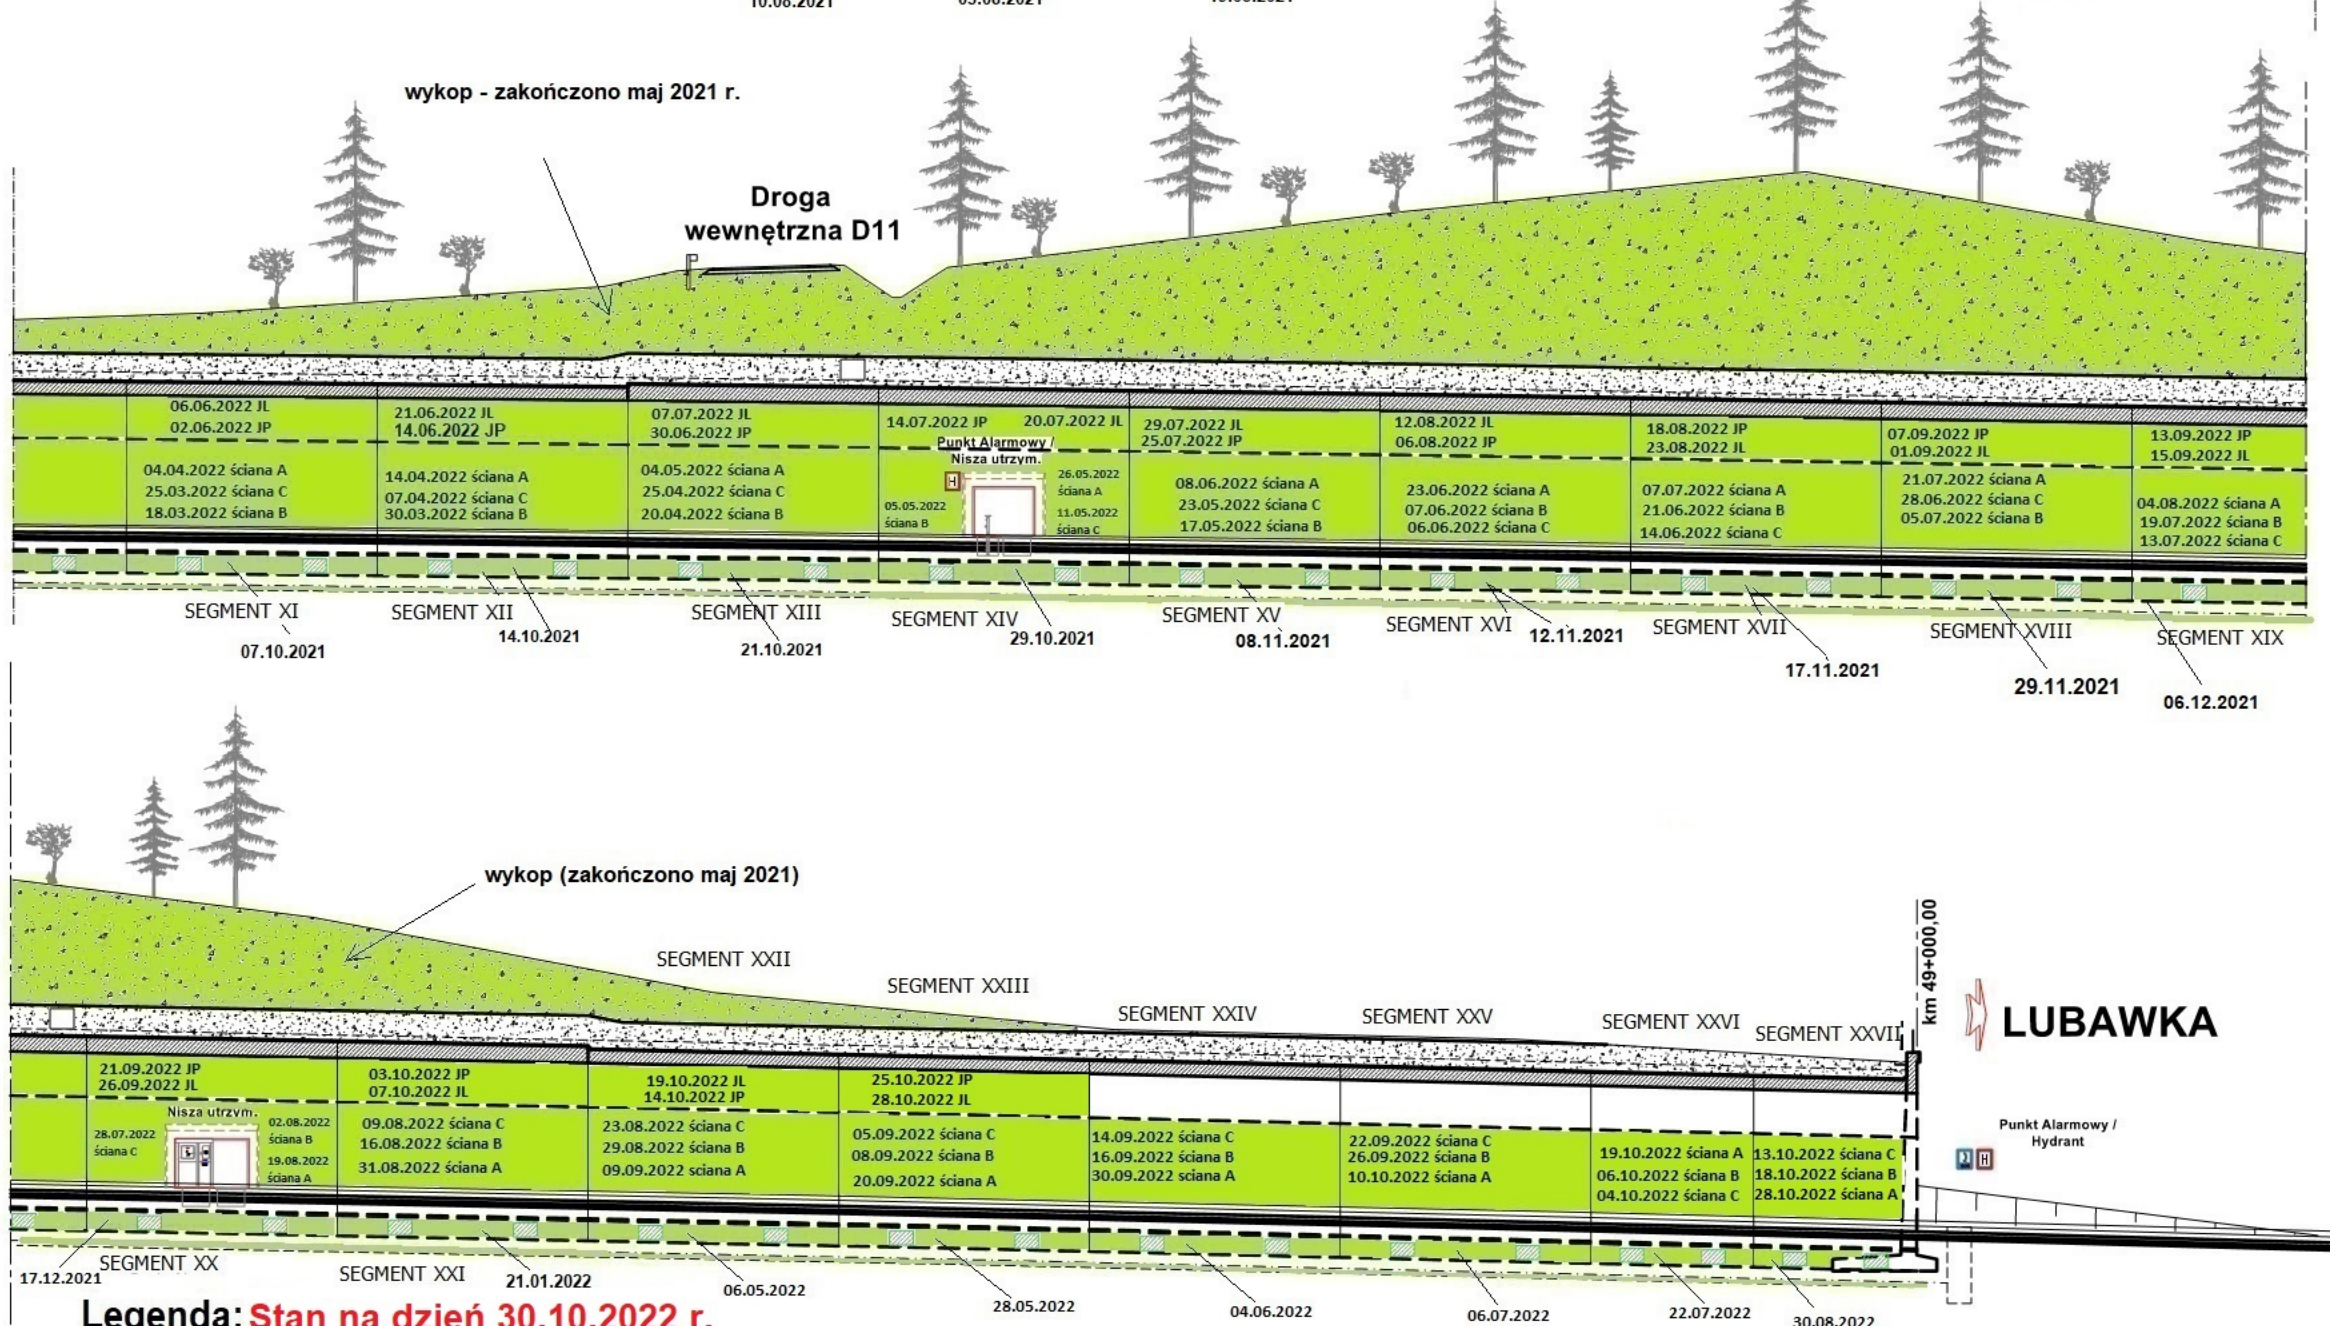 10.08.2021
wykop - zakończono maj 2021 r.
Droga
wewnętrzna D11
06.06.2022 JL
02.06.2022 JP
21.06.2022 JL
14.06.2022 JP
07.07.2022 JL
30.06.2022 JP
14.07.2022 JP
20.07.2022 JL
29.07.2022 JL
25.07.2022 JP
12.08.2022 JL
06.08.2022 JP
18.08.2022 JP
23.08.2022 JL
07.09.2022 JP
01.09.2022 JL
13.09.2022 JP
15.09.2022 JL
Punkt Alarmowy /
Nisza utrzym.
H
04.04.2022 ściana A
25.03.2022 ściana C
18.03.2022 ściana B
14.04.2022 ściana A
07.04.2022 ściana C
30.03.2022 ściana B
04.05.2022 ściana A
25.04.2022 ściana C
20.04.2022 ściana B
05.05.2022
ściana B
26.05.2022
ściana A
11.05.2022
ściana C
08.06.2022 ściana A
23.05.2022 ściana C
17.05.2022 ściana B
23.06.2022 ściana A
07.06.2022 ściana B
06.06.2022 ściana C
07.07.2022 ściana A
21.06.2022 ściana B
14.06.2022 ściana C
21.07.2022 ściana A
28.06.2022 ściana C
05.07.2022 ściana B
04.08.2022 ściana A
19.07.2022 ściana B
13.07.2022 ściana C
SEGMENT XI
SEGMENT XII
SEGMENT XIII
SEGMENT XIV
SEGMENT XV
SEGMENT XVI
SEGMENT XVII
SEGMENT XVIII
SEGMENT XIX
07.10.2021
14.10.2021
21.10.2021
29.10.2021
08.11.2021
12.11.2021
17.11.2021
29.11.2021
06.12.2021
wykop (zakończono maj 2021)
SEGMENT XXII
SEGMENT XXIII
SEGMENT XXIV
SEGMENT XXV
SEGMENT XXVI
SEGMENT XXVII
km 49+000,00
LUBAWKA
21.09.2022 JP
26.09.2022 JL
03.10.2022 JP
07.10.2022 JL
19.10.2022 JL
14.10.2022 JP
25.10.2022 JP
28.10.2022 JL
Nisza utrzym.
28.07.2022
ściana C
02.08.2022
ściana B
19.08.2022
ściana A
09.08.2022 ściana C
16.08.2022 ściana B
31.08.2022 ściana A
23.08.2022 ściana C
29.08.2022 ściana B
09.09.2022 sciana A
05.09.2022 ściana C
08.09.2022 ściana B
20.09.2022 ściana A
14.09.2022 ściana C
16.09.2022 ściana B
30.09.2022 ściana A
22.09.2022 ściana C
26.09.2022 ściana B
10.10.2022 ściana A
19.10.2022 ściana A
06.10.2022 ściana B
04.10.2022 ściana C
13.10.2022 ściana C
18.10.2022 ściana B
28.10.2022 ściana A
Punkt Alarmowy /
Hydrant
H
17.12.2021
SEGMENT XX
SEGMENT XXI
21.01.2022
06.05.2022
28.05.2022
04.06.2022
06.07.2022
22.07.2022
30.08.2022
Legenda: Stan na dzień 30.10.2022 r.